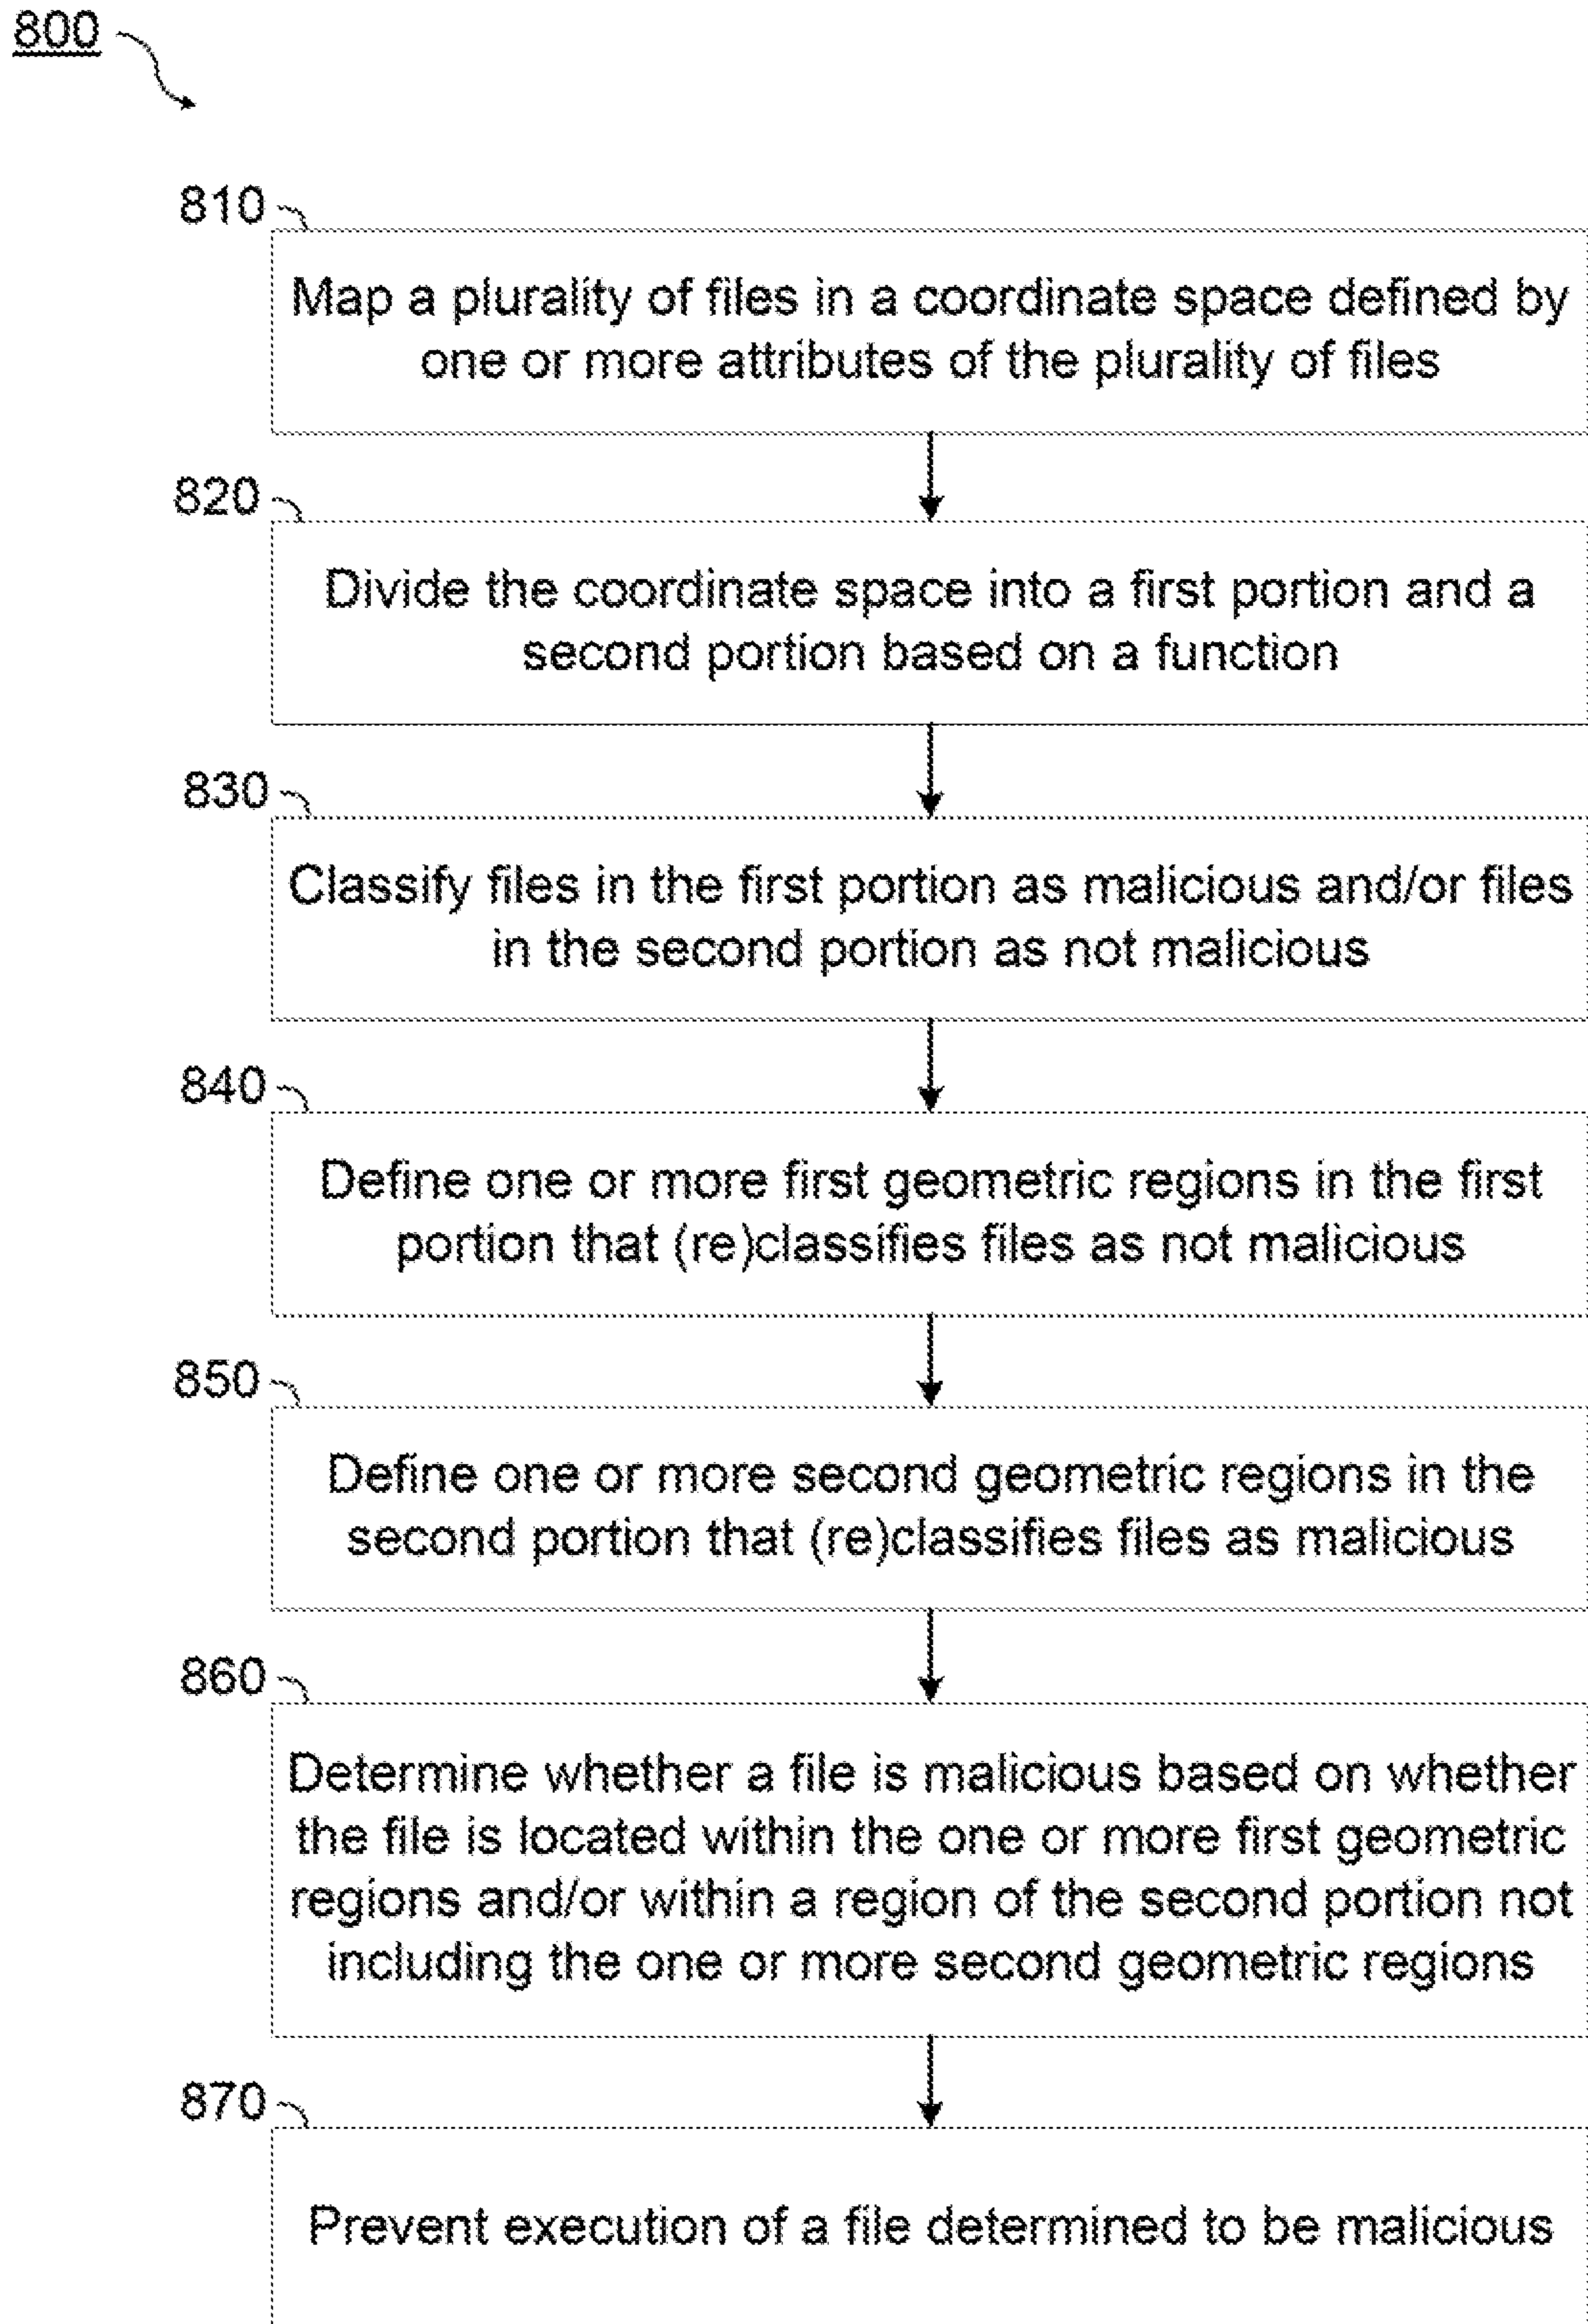 800
810
Map a plurality of files in a coordinate space defined by
one or more attributes of the plurality of files
820
Divide the coordinate space into a first portion and a
second portion based on a function
830
Classify files in the first portion as malicious and/or files
in the second portion as not malicious
840
Define one or more first geometric regions in the first
portion that (re)classifies files as not malicious
850
Define one or more second geometric regions in the
second portion that (re)classifies files as malicious
860
Determine whether a file is malicious based on whether
the file is located within the one or more first geometric
regions and/or within a region of the second portion not
including the one or more second geometric regions
870
Prevent execution of a file determined to be malicious